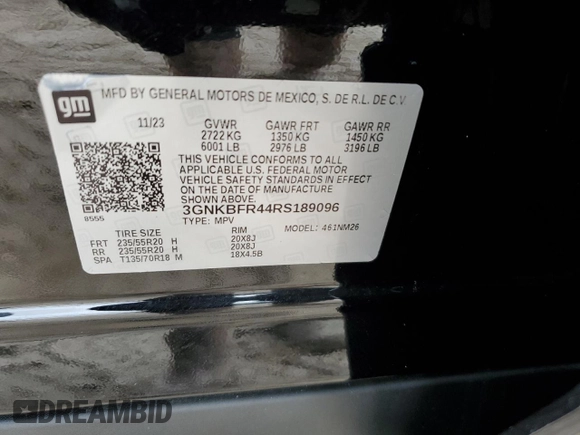 gm
MFD BY GENERAL MOTORS DE MEXICO, S. DE R.L. DE C.V.
11/23 GVWR GAWR FRT GAWR RR
2722 KG 1350 KG 1450 KG
6001 LB 2976 LB 3196 LB
THIS VEHICLE CONFORMS TO ALL
APPLICABLE U.S. FEDERAL MOTOR
VEHICLE SAFETY STANDARDS IN EFFECT
ON THE DATE OF MANUFACTURE
SHOWN ABOVE
8555
3GNKBFR44RS189096
TYPE: MPV
TIRE SIZE RIM MODEL: 461NM26
FRT 235/55R20 H 20X8J
RR 235/55R20 H 20X8J
SPA T135/70R18 M 18X4.5B
DREAMBID